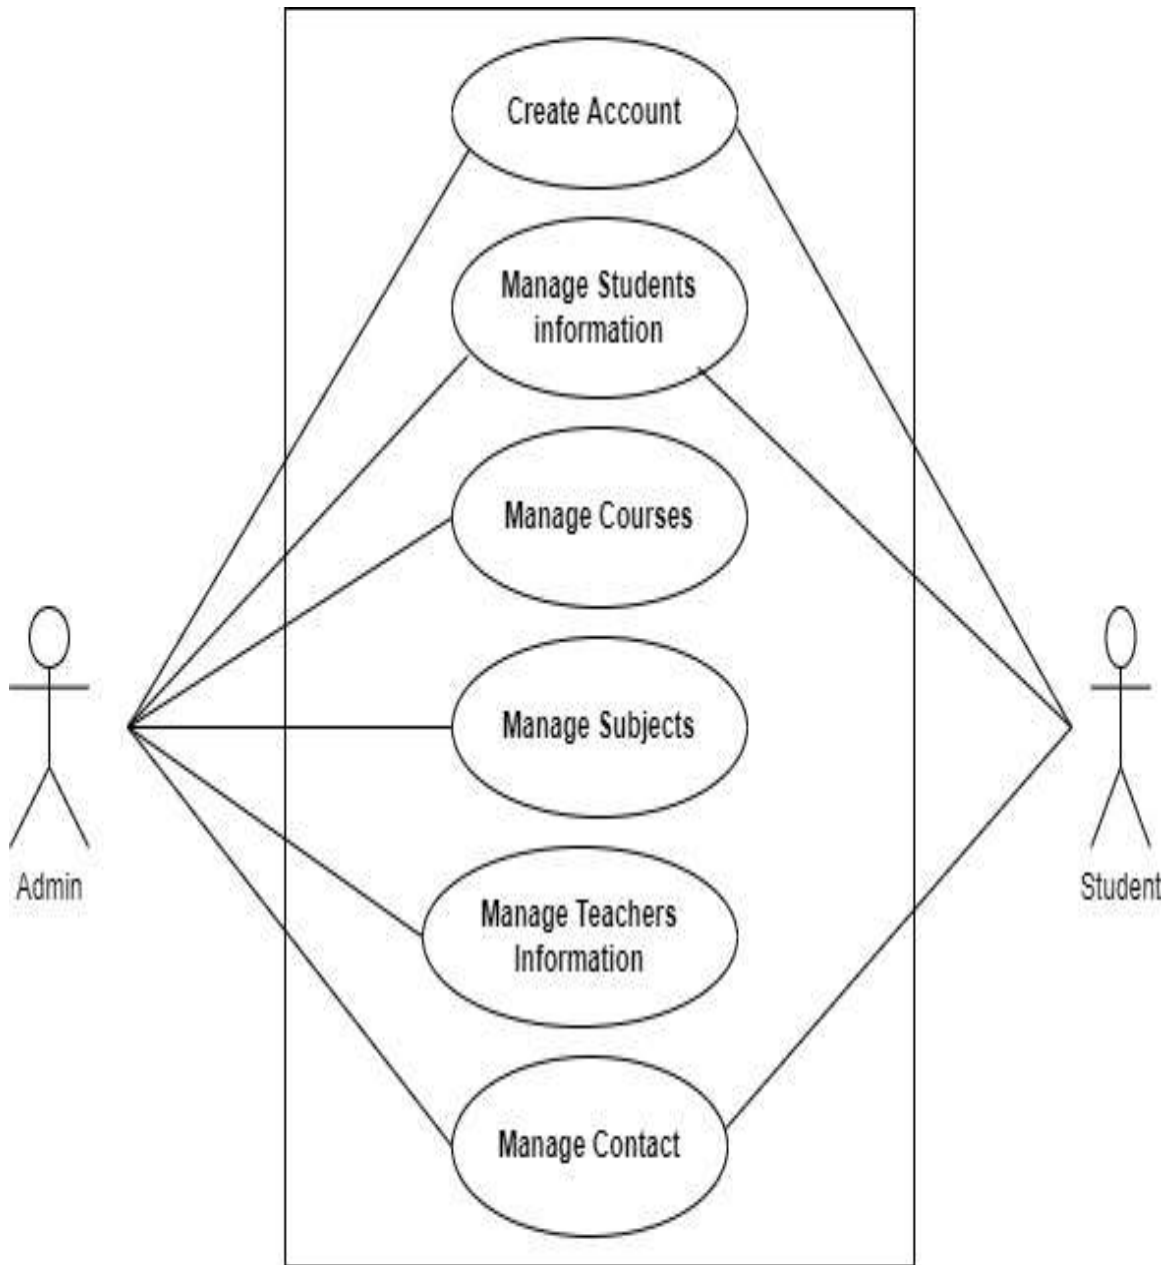 Create Account
Manage Students
information
Manage Courses
Manage Subjects
Admin
Student
Manage Teachers
Information
Manage Contact